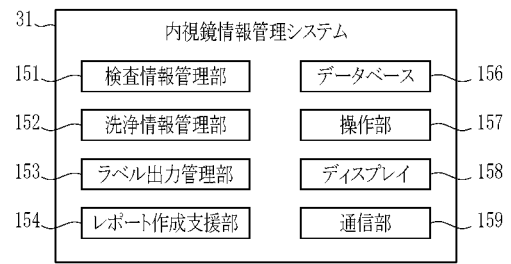 31
内視鏡情報管理システム
151 検査情報管理部 データベース 156
152 洗浄情報管理部 操作部 157
153 ラベル出力管理部 ディスプレイ 158
154 レポート作成支援部 通信部 159